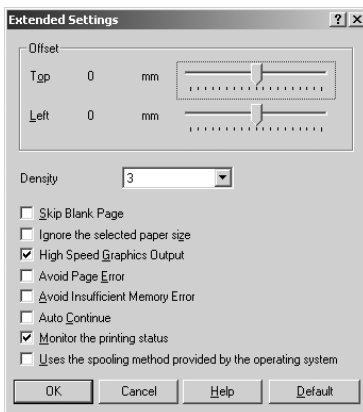 Extended Settings
Offset
Top 0 mm
Left 0 mm
Density 3
Skip Blank Page
Ignore the selected paper size
High Speed Graphics Output
Avoid Page Error
Avoid Insufficient Memory Error
Auto Continue
Monitor the printing status
Uses the spooling method provided by the operating system
OK Cancel Help Default